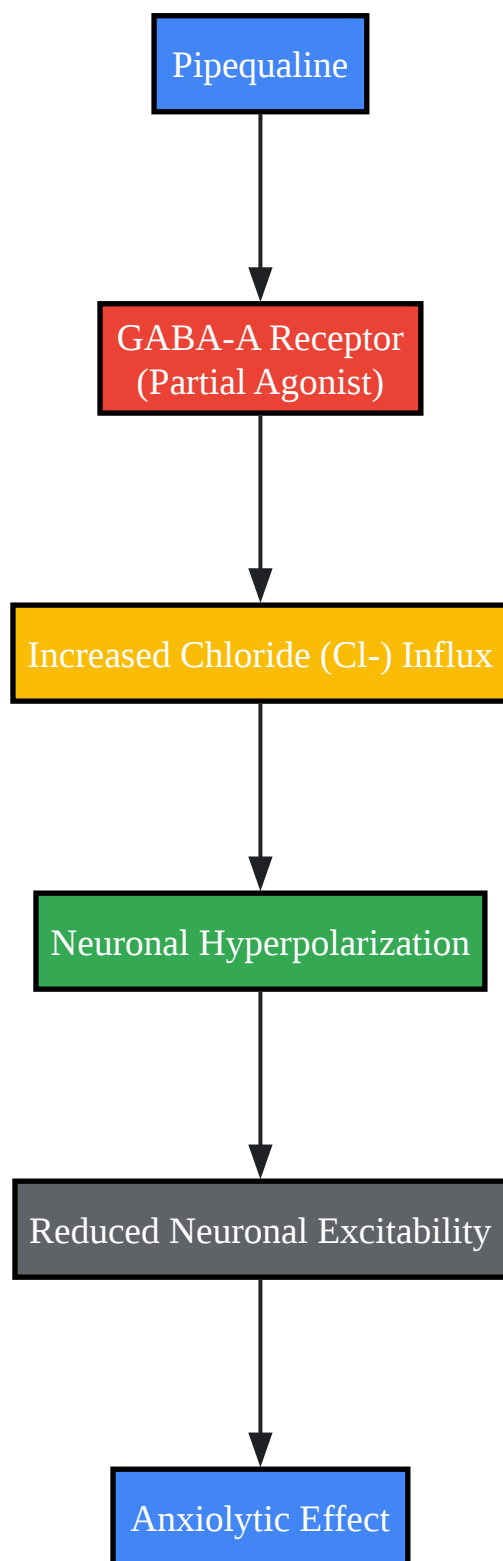 Pipequaline
GABA-A Receptor
(Partial Agonist)
Increased Chloride (Cl-) Influx
Neuronal Hyperpolarization
Reduced Neuronal Excitability
Anxiolytic Effect